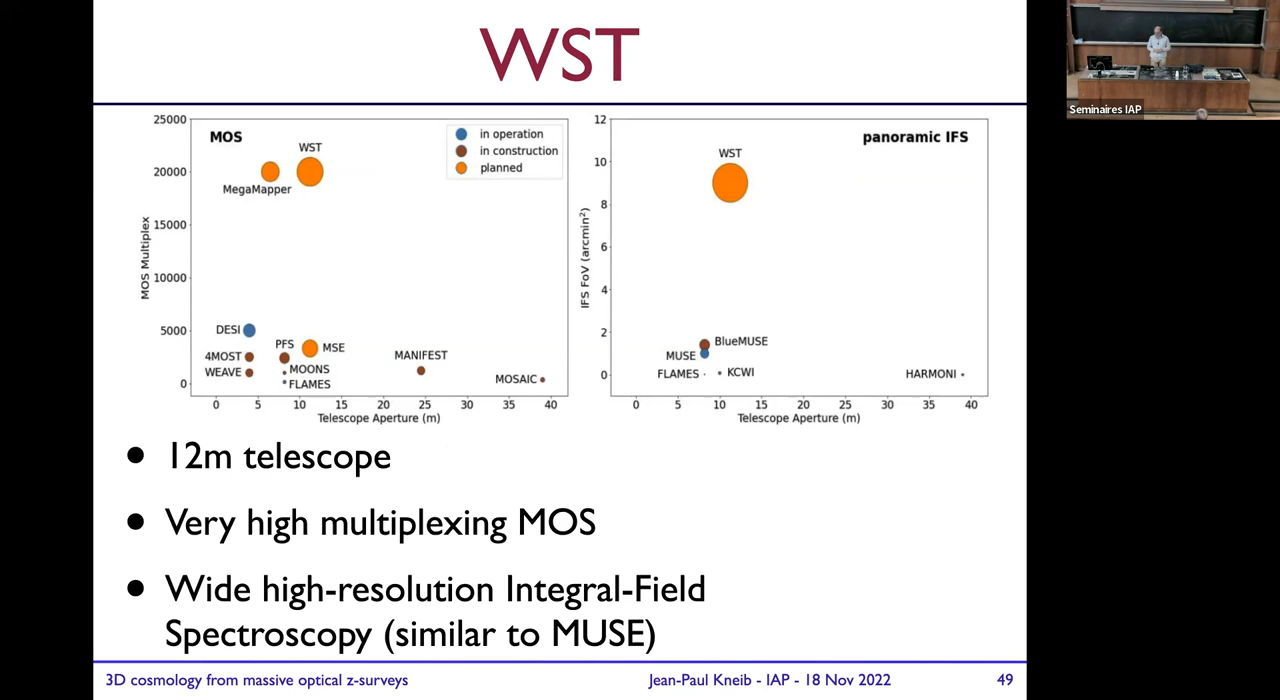 WST
Seminaires IAP
MOS
in operation
in construction
planned
WST
MegaMapper
DESI
4MOST
WEAVE
PFS
MSE
MOONS
FLAMES
MANIFEST
MOSAIC
25000
20000
15000
10000
5000
0
MOS Multiplex
0 5 10 15 20 25 30 35 40
Telescope Aperture (m)
panoramic IFS
WST
BlueMUSE
MUSE
FLAMES
KCWI
HARMONI
12
10
8
6
4
2
0
IFS FoV (arcmin²)
0 5 10 15 20 25 30 35 40
Telescope Aperture (m)
• 12m telescope
• Very high multiplexing MOS
• Wide high-resolution Integral-Field
Spectroscopy (similar to MUSE)
3D cosmology from massive optical z-surveys
Jean-Paul Kneib - IAP - 18 Nov 2022
49